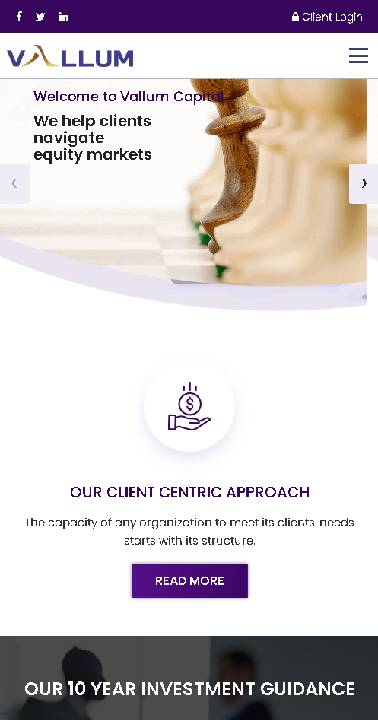 Client Login
VALLUM
Welcome to Vallum Capital
We help clients
navigate
equity markets
OUR CLIENT CENTRIC APPROACH
The capacity of any organization to meet its clients' needs
starts with its structure.
READ MORE
OUR 10 YEAR INVESTMENT GUIDANCE